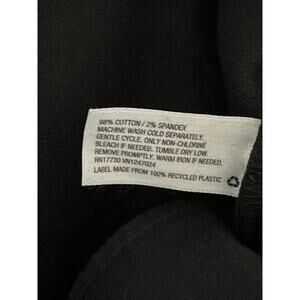 98% COTTON / 2% SPANDEX
MACHINE WASH COLD SEPARATELY.
GENTLE CYCLE. ONLY NON-CHLORINE
BLEACH IF NEEDED. TUMBLE DRY LOW.
REMOVE PROMPTLY. WARM IRON IF NEEDED.
RN17730 VN1247024
LABEL MADE FROM 100% RECYCLED PLASTIC